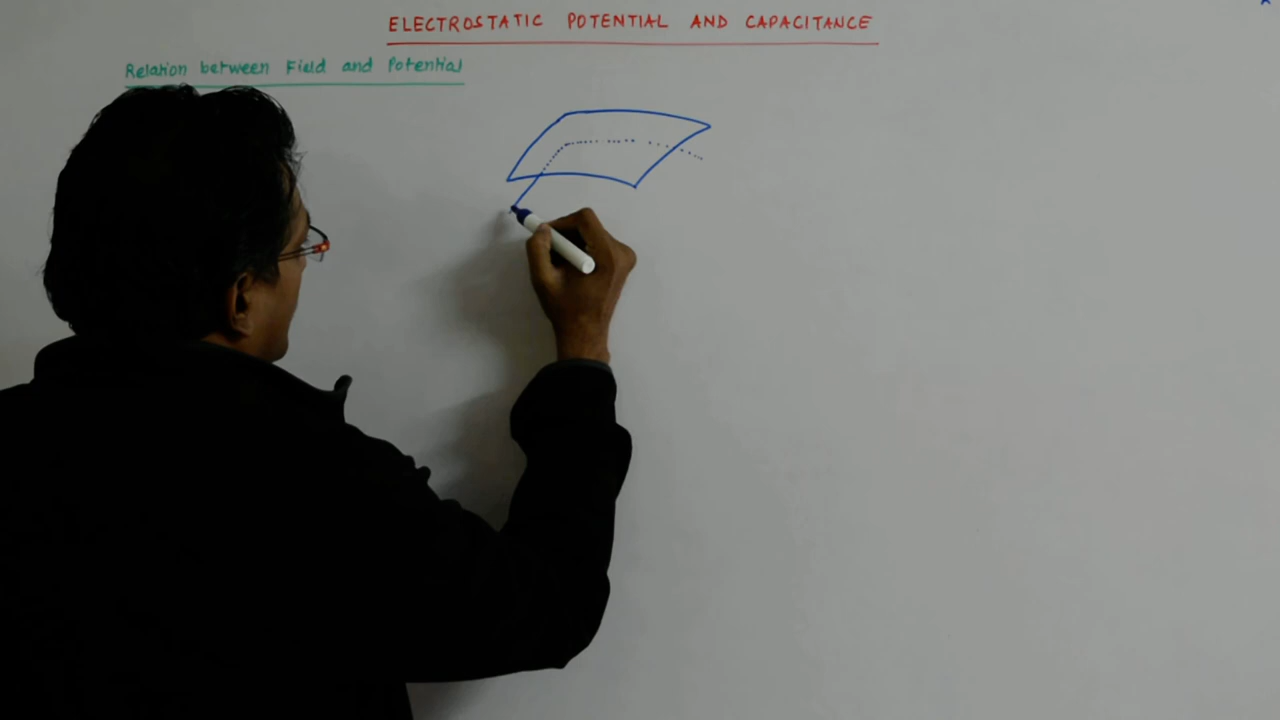 ELECTROSTATIC POTENTIAL AND CAPACITANCE
Relation between Field and Potential